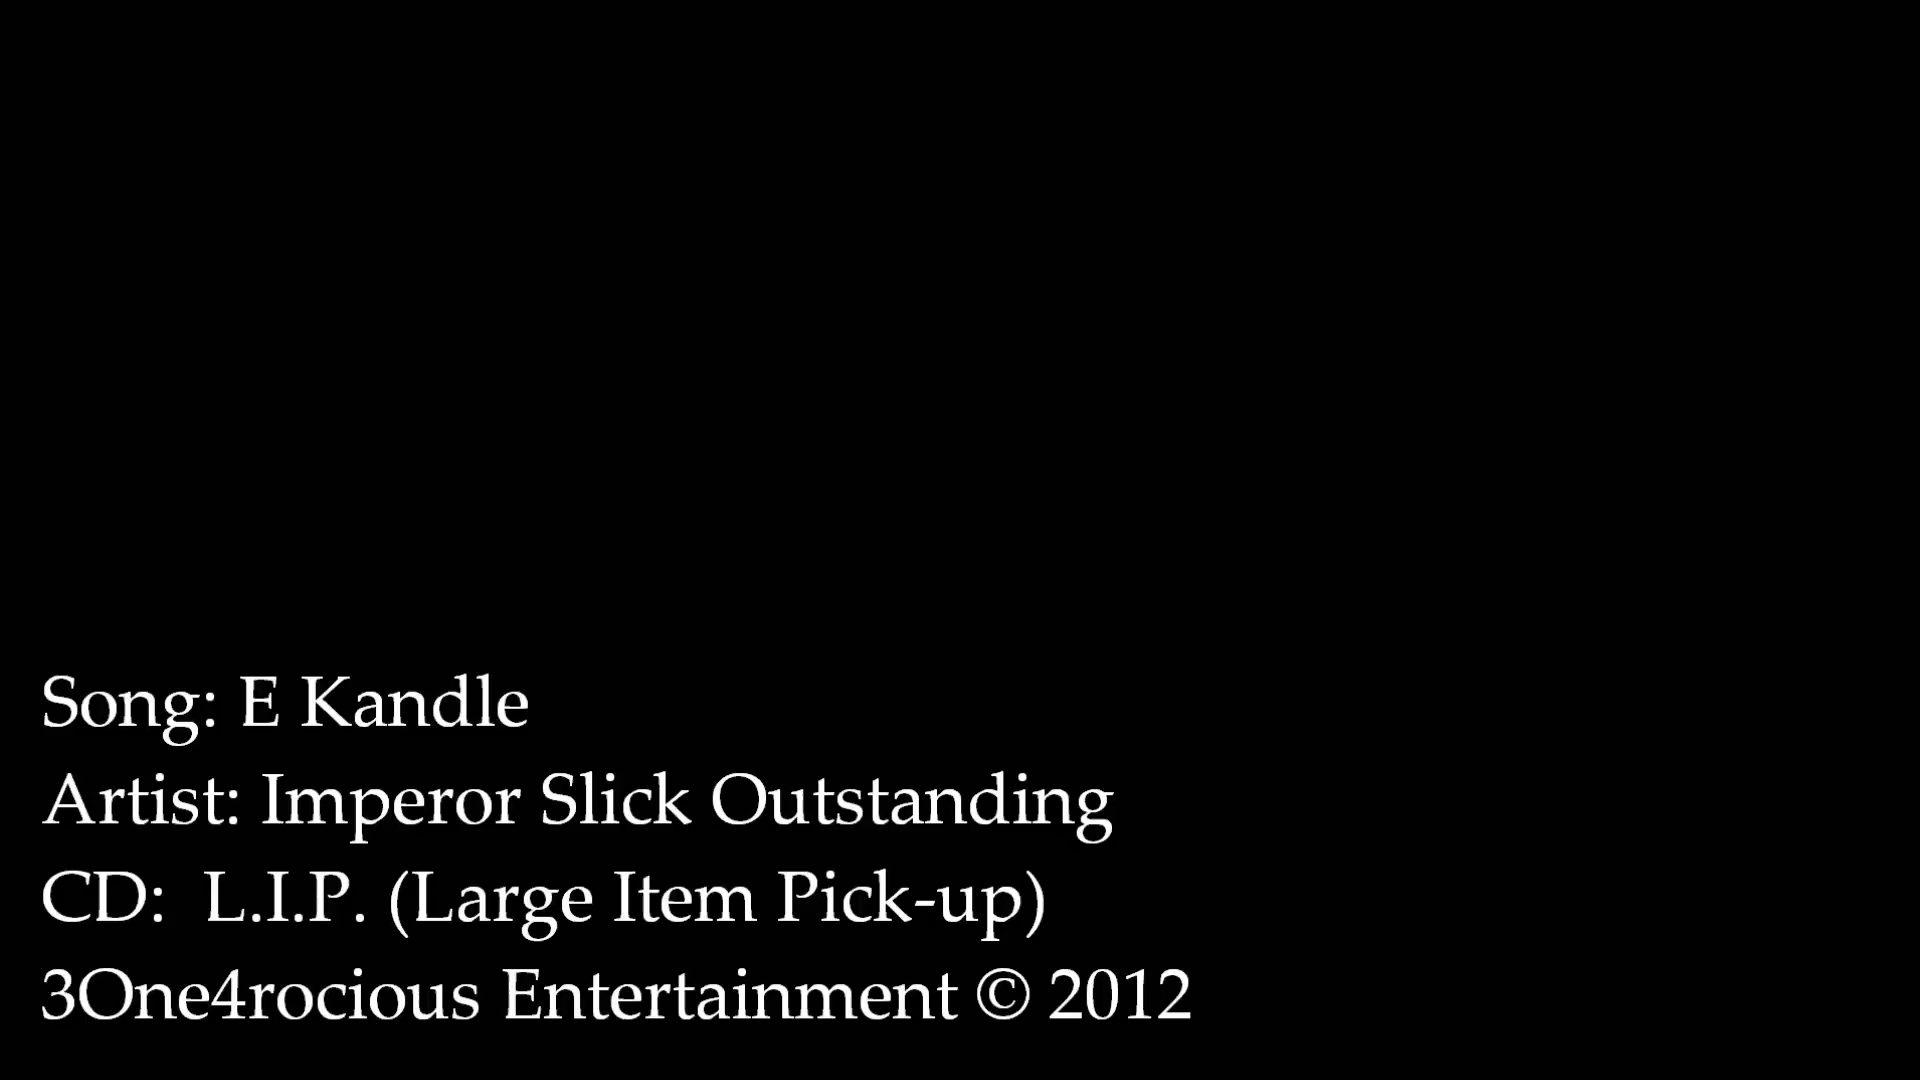 Song: E Kandle
Artist: Imperor Slick Outstanding
CD:  L.I.P. (Large Item Pick-up)
3One4rocious Entertainment © 2012